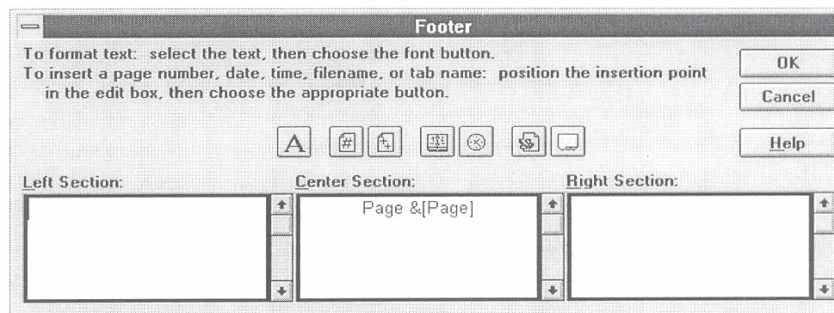 Footer
To format text: select the text, then choose the font button.
To insert a page number, date, time, filename, or tab name: position the insertion point
in the edit box, then choose the appropriate button.
OK
Cancel
Help
A
#
Left Section:
Center Section:
Right Section:
Page &[Page]